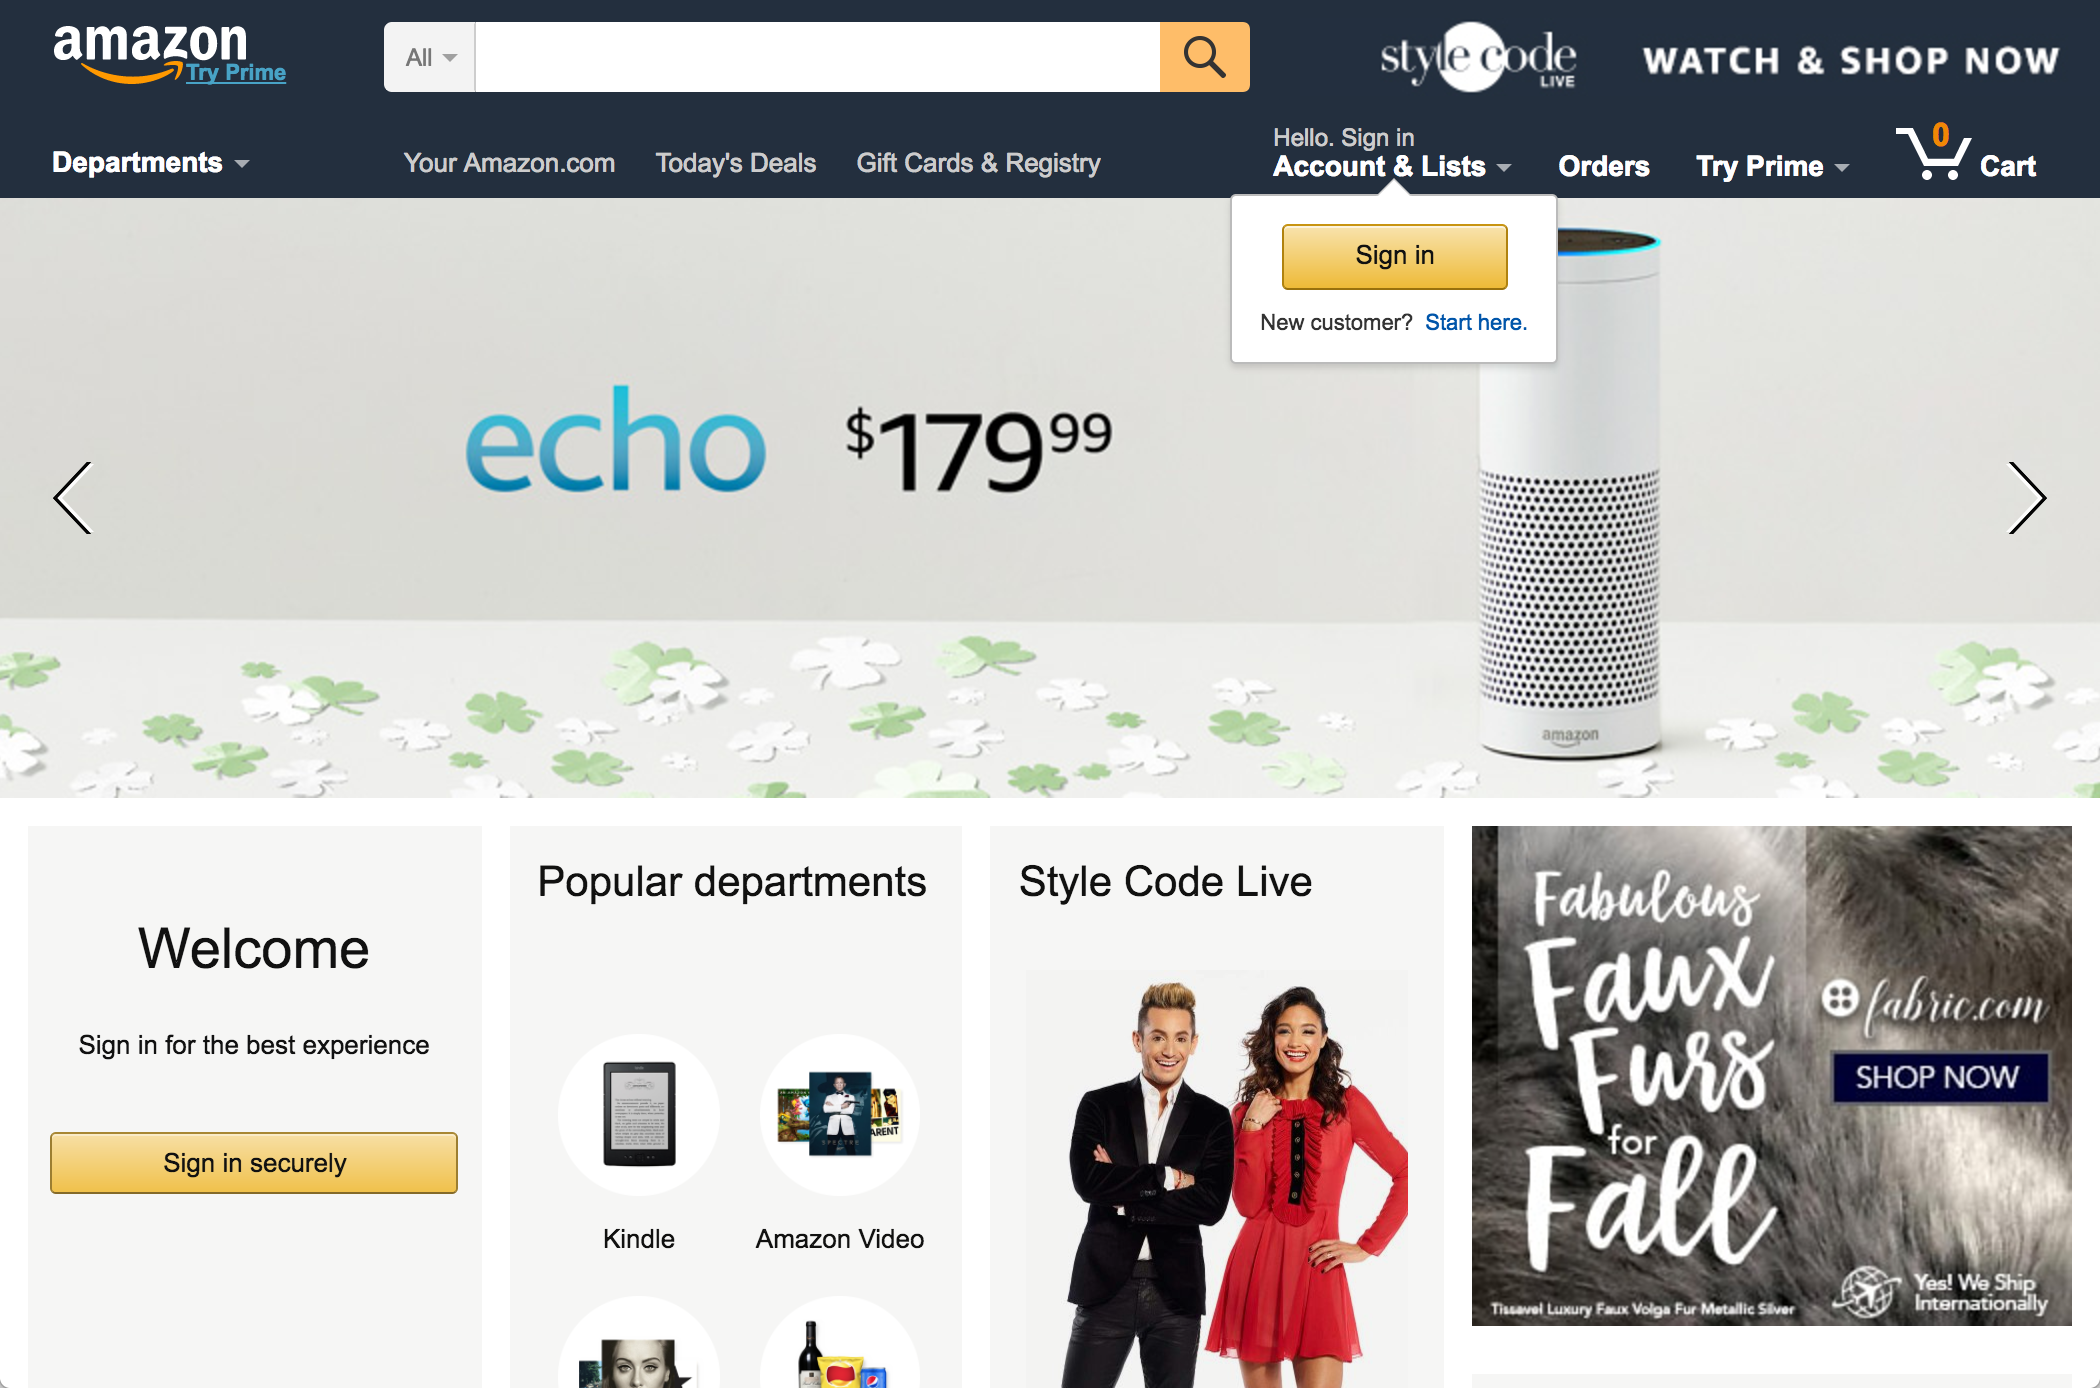 amazon
Try Prime
All
style code
LIVE
WATCH & SHOP NOW
Departments
Your Amazon.com
Today's Deals
Gift Cards & Registry
Hello. Sign in
Account & Lists
Orders
Try Prime
0
Cart
Sign in
New customer? Start here.
echo
$179 99
amazon
Welcome
Sign in for the best experience
Sign in securely
Popular departments
SPECTRE
ARENT
Kindle
Amazon Video
Style Code Live
Fabulous
Faux
Furs
for
Fall
fabric.com
SHOP NOW
Tissavel Luxury Faux Volga Fur Metallic Silver
Yes! We Ship
Internationally